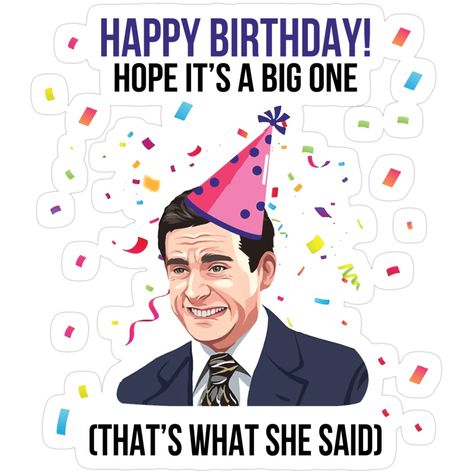 HAPPY BIRTHDAY!
HOPE IT'S A BIG ONE
(THAT'S WHAT SHE SAID)